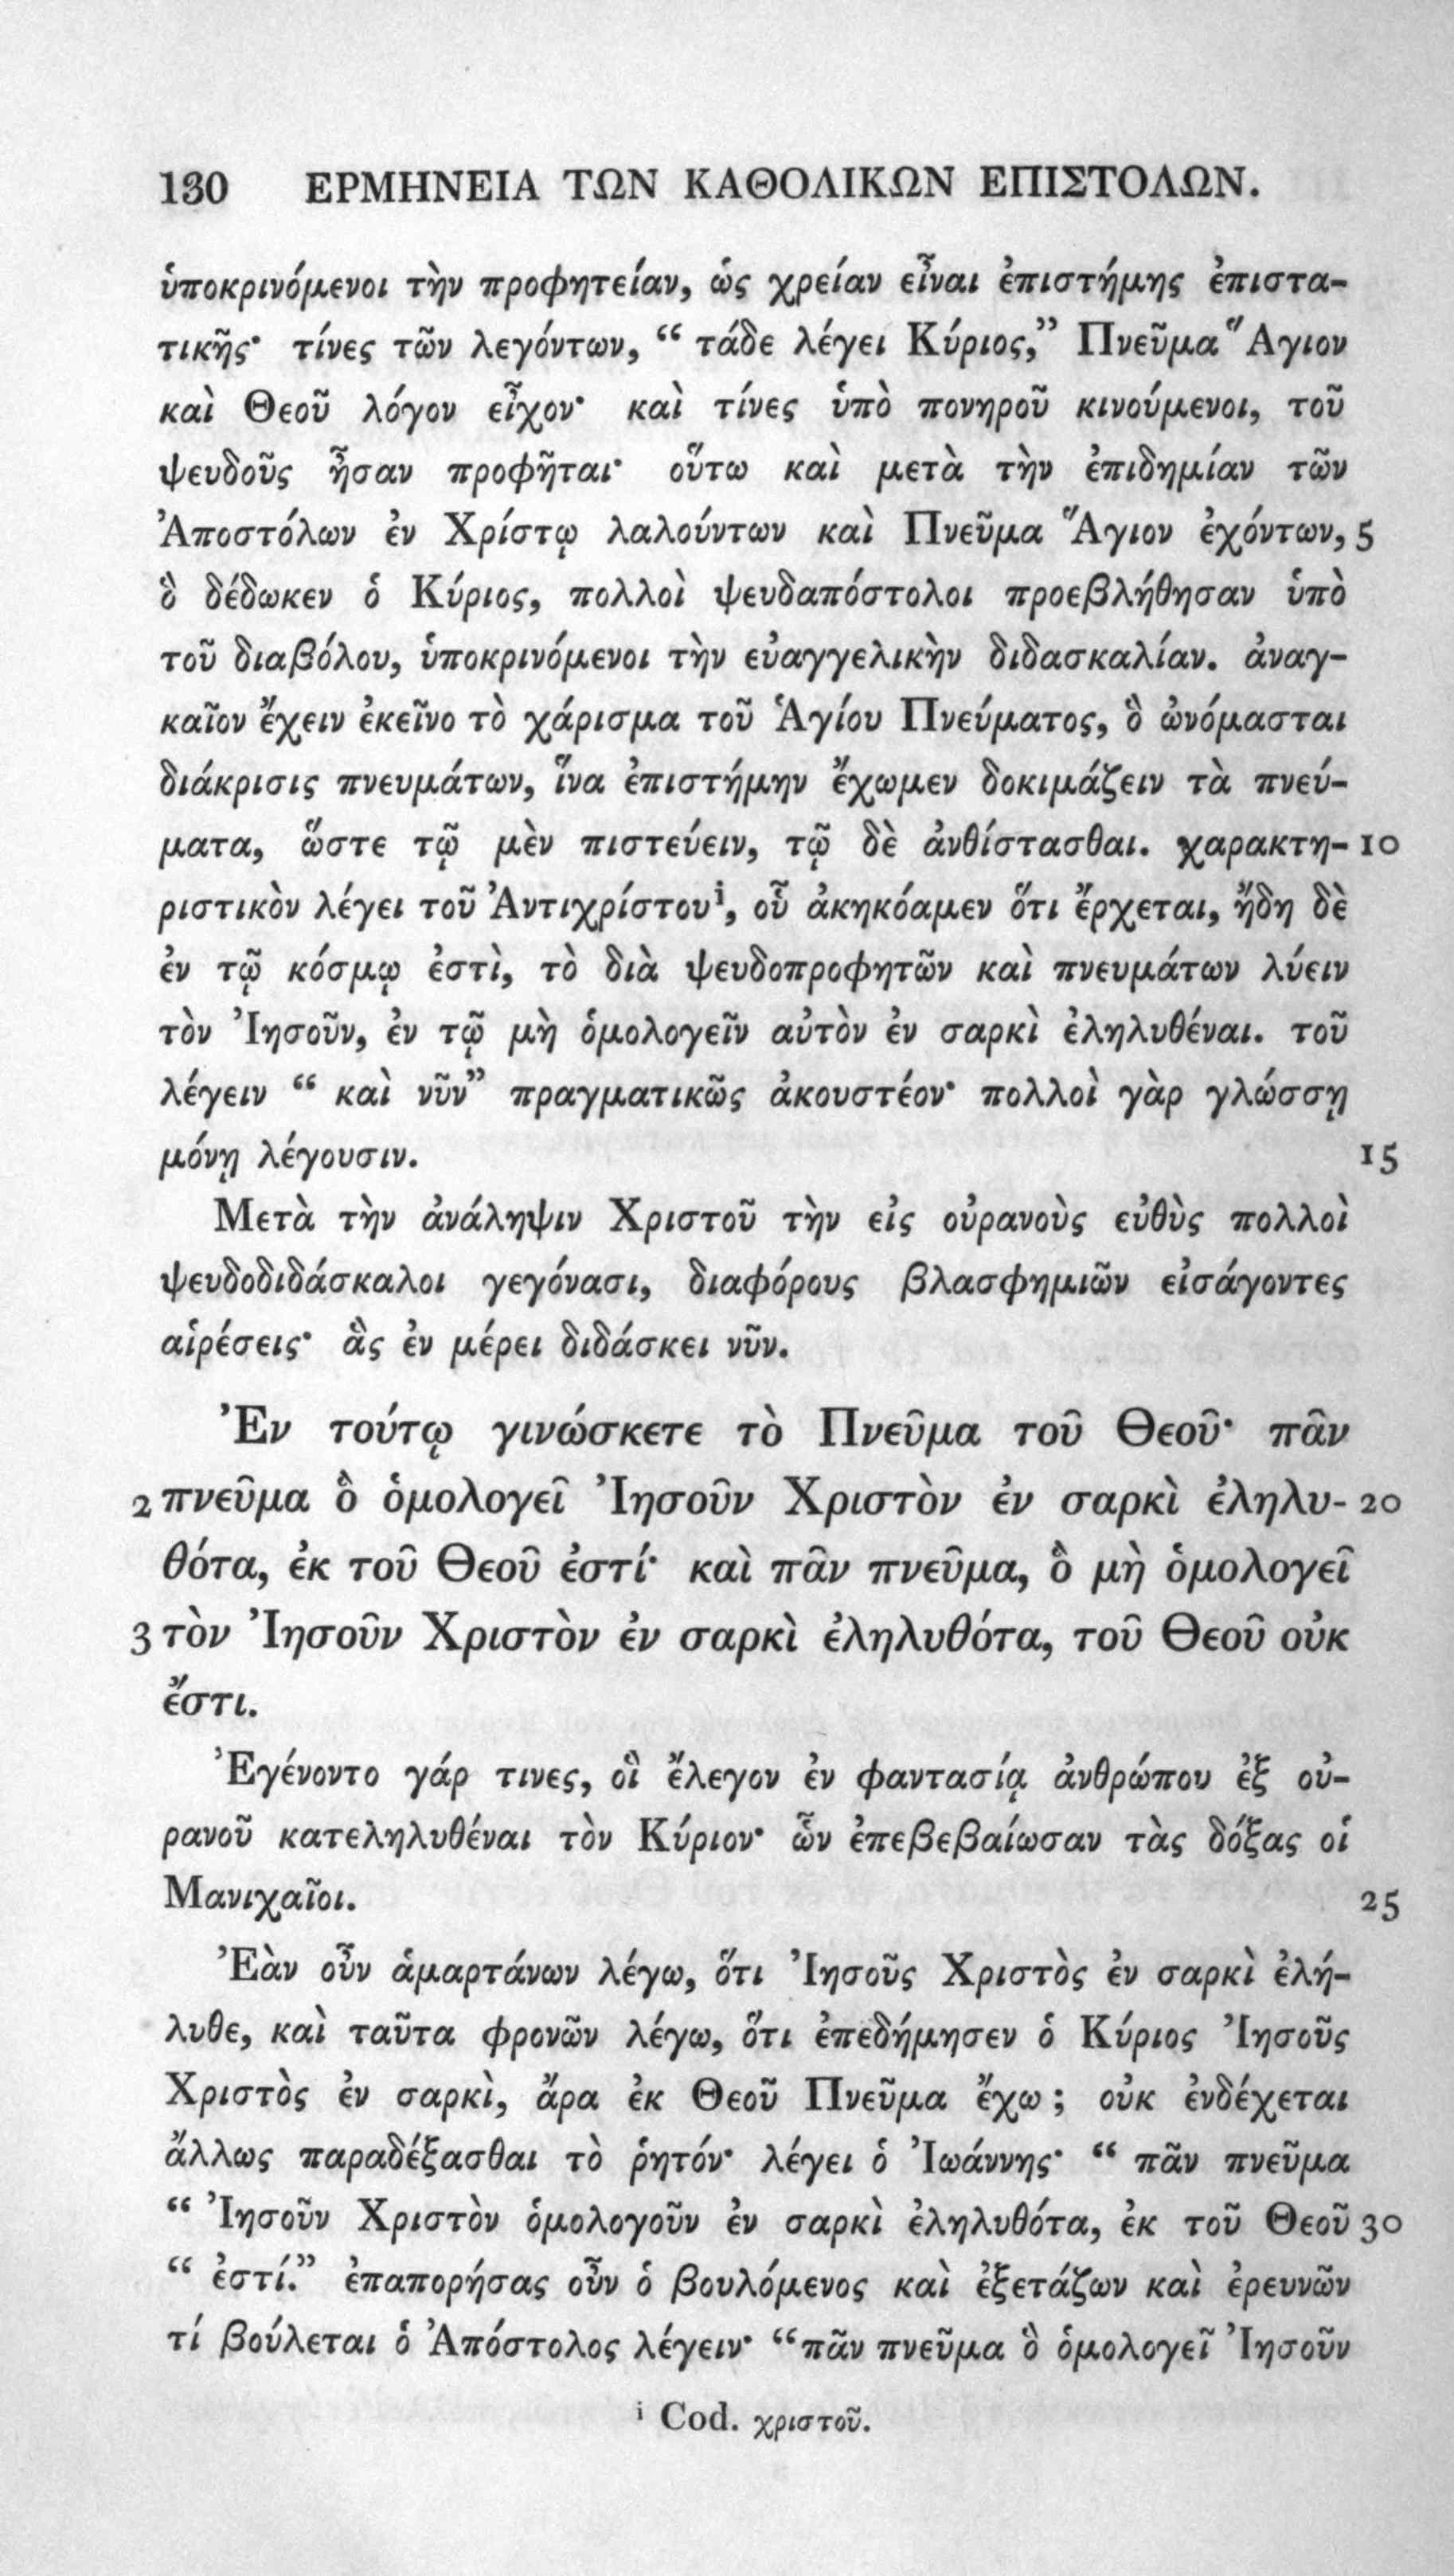 130 ΕΡΜΗΝΕΙΑ ΤΩΝ ΚΑΘΟΛΙΚΩΝ ΕΠΙΣΤΟΛΩΝ.
ὑποκρινόμενοι τὴν προφητείαν, ὡς χρείαν εἶναι ἐπιστήμης ἐπιστα-
τικῆς· τίνες τῶν λεγόντων, “ τάδε λέγει Κύριος,” Πνεῦμα Ἅγιον
καὶ Θεοῦ λόγον εἶχον· καὶ τίνες ὑπὸ πονηροῦ κινούμενοι, τοῦ
ψευδοῦς ἦσαν προφῆται· οὕτω καὶ μετὰ τὴν ἐπιδημίαν τῶν
Ἀποστόλων ἐν Χρίστῳ λαλούντων καὶ Πνεῦμα Ἅγιον ἐχόντων, 5
ὃ δέδωκεν ὁ Κύριος, πολλοὶ ψευδαπόστολοι προεβλήθησαν ὑπὸ
τοῦ διαβόλου, ὑποκρινόμενοι τὴν εὐαγγελικὴν διδασκαλίαν. ἀναγ-
καῖον ἔχειν ἐκεῖνο τὸ χάρισμα τοῦ Ἁγίου Πνεύματος, ὃ ὠνόμασται
διάκρισις πνευμάτων, ἵνα ἐπιστήμην ἔχωμεν δοκιμάζειν τὰ πνεύ-
ματα, ὥστε τῷ μὲν πιστεύειν, τῷ δὲ ἀνθίστασθαι. χαρακτη- 10
ριστικὸν λέγει τοῦ Ἀντιχρίστουⁱ, οὗ ἀκηκόαμεν ὅτι ἔρχεται, ἤδη δὲ
ἐν τῷ κόσμῳ ἐστὶ, τὸ διὰ ψευδοπροφητῶν καὶ πνευμάτων λύειν
τὸν Ἰησοῦν, ἐν τῷ μὴ ὁμολογεῖν αὐτὸν ἐν σαρκὶ ἐληλυθέναι. τοῦ
λέγειν “ καὶ νῦν” πραγματικῶς ἀκουστέον· πολλοὶ γὰρ γλώσσῃ
μόνῃ λέγουσιν. 15
Μετὰ τὴν ἀνάληψιν Χριστοῦ τὴν εἰς οὐρανοὺς εὐθὺς πολλοὶ
ψευδοδιδάσκαλοι γεγόνασι, διαφόρους βλασφημιῶν εἰσάγοντες
αἱρέσεις· ἃς ἐν μέρει διδάσκει νῦν.
Ἐν τούτῳ γινώσκετε τὸ Πνεῦμα τοῦ Θεοῦ· πᾶν
2 πνεῦμα ὃ ὁμολογεῖ Ἰησοῦν Χριστὸν ἐν σαρκὶ ἐληλυ- 20
θότα, ἐκ τοῦ Θεοῦ ἐστί· καὶ πᾶν πνεῦμα, ὃ μὴ ὁμολογεῖ
3 τὸν Ἰησοῦν Χριστὸν ἐν σαρκὶ ἐληλυθότα, τοῦ Θεοῦ οὐκ
ἔστι.
Ἐγένοντο γάρ τινες, οἳ ἔλεγον ἐν φαντασίᾳ ἀνθρώπου ἐξ οὐ-
ρανοῦ κατεληλυθέναι τὸν Κύριον· ὧν ἐπεβεβαίωσαν τὰς δόξας οἱ
Μανιχαῖοι. 25
Ἐὰν οὖν ἁμαρτάνων λέγω, ὅτι Ἰησοῦς Χριστὸς ἐν σαρκὶ ἐλή-
λυθε, καὶ ταῦτα φρονῶν λέγω, ὅτι ἐπεδήμησεν ὁ Κύριος Ἰησοῦς
Χριστὸς ἐν σαρκὶ, ἄρα ἐκ Θεοῦ Πνεῦμα ἔχω ; οὐκ ἐνδέχεται
ἄλλως παραδέξασθαι τὸ ῥητόν· λέγει ὁ Ἰωάννης· “ πᾶν πνεῦμα
“ Ἰησοῦν Χριστὸν ὁμολογοῦν ἐν σαρκὶ ἐληλυθότα, ἐκ τοῦ Θεοῦ 30
“ ἐστί.” ἐπαπορήσας οὖν ὁ βουλόμενος καὶ ἐξετάζων καὶ ἐρευνῶν
τί βούλεται ὁ Ἀπόστολος λέγειν· “πᾶν πνεῦμα ὃ ὁμολογεῖ Ἰησοῦν
ⁱ Cod. χριστοῦ.